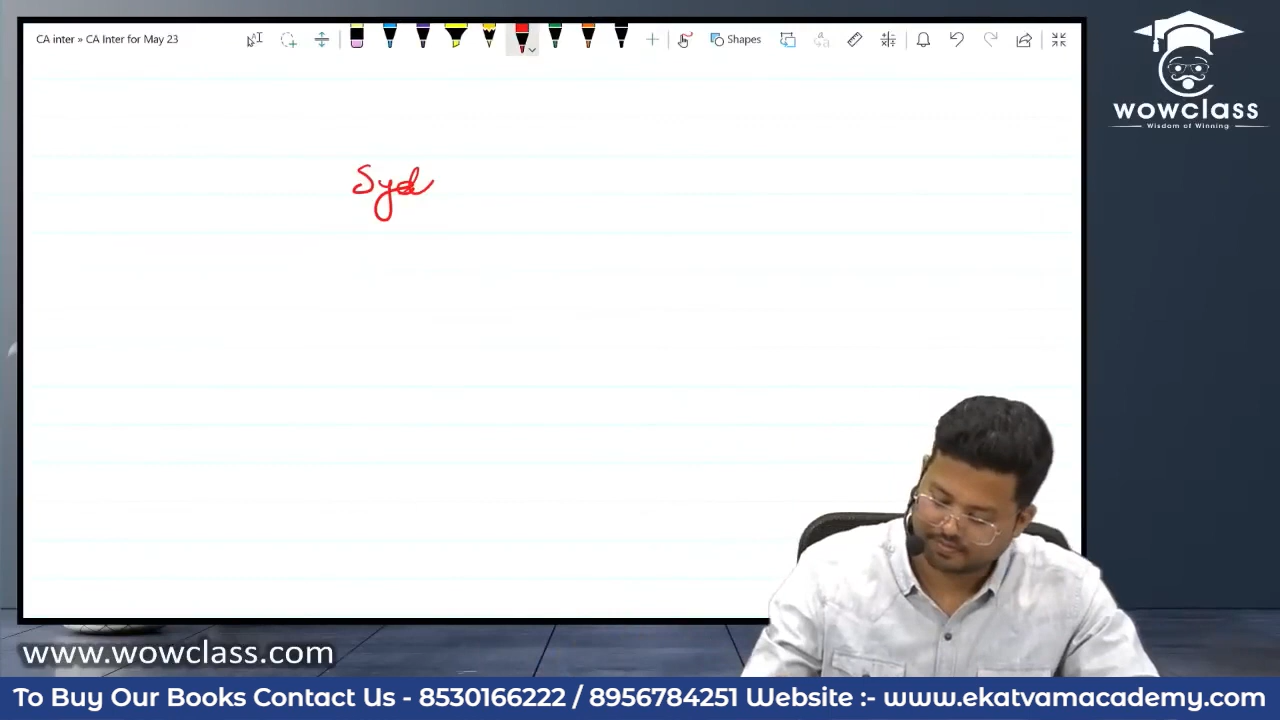 CA inter » CA Inter for May 23
Shapes
wowclass
Wisdom of Winning
Syd
www.wowclass.com
To Buy Our Books Contact Us - 8530166222 / 8956784251 Website :- www.ekatvamacademy.com